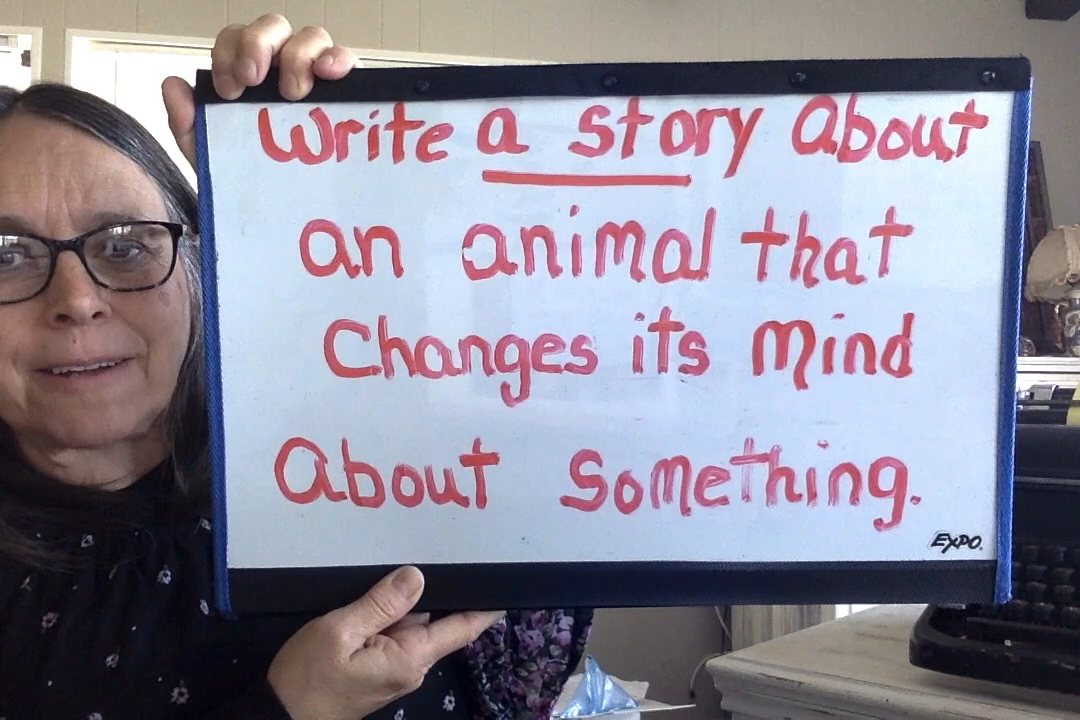 Write a story About
an animal that
Changes its mind
About something.
EXPO.